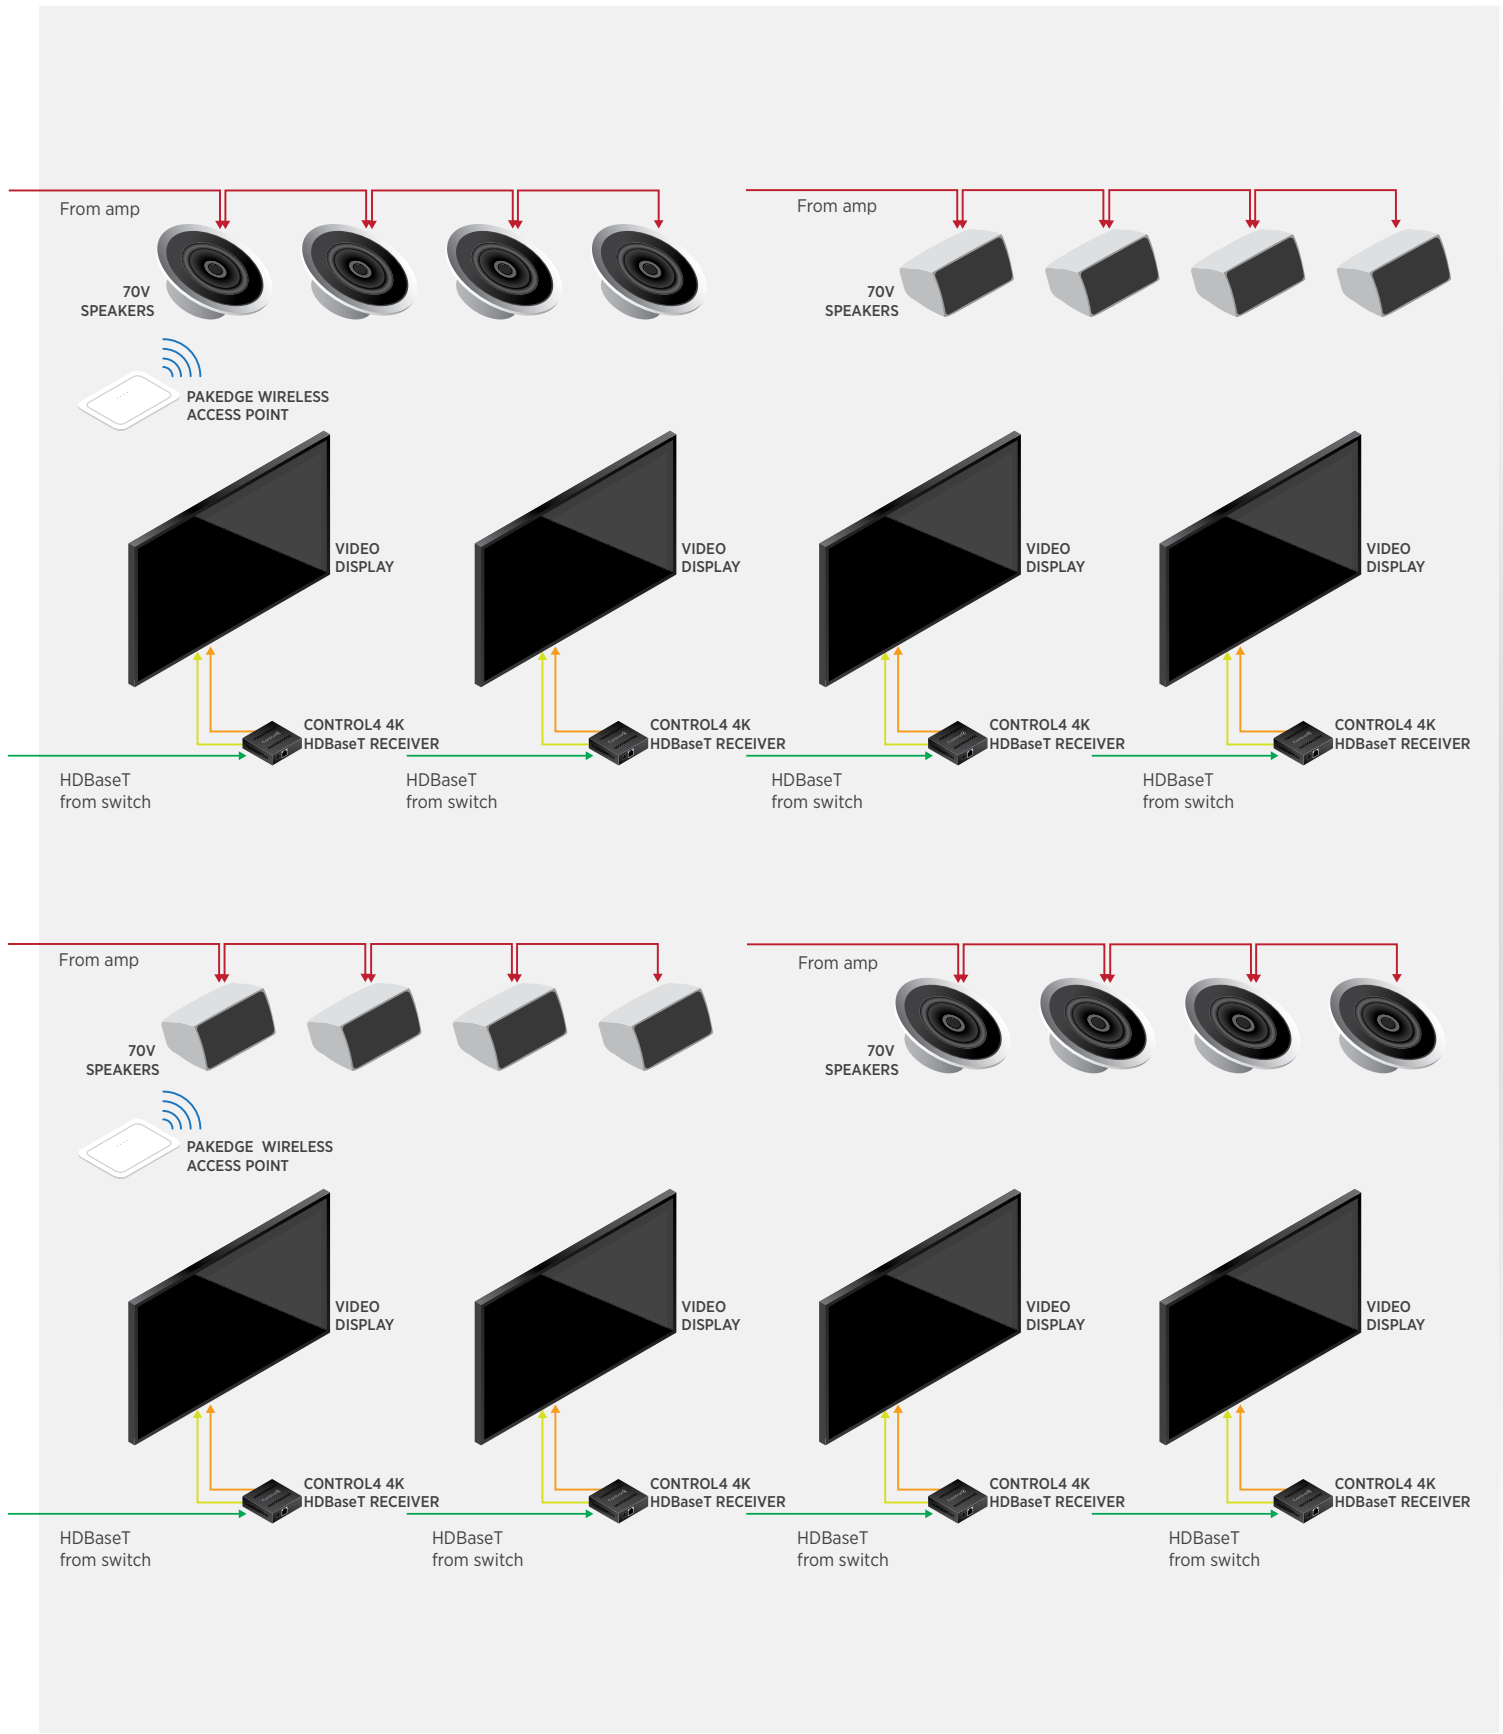 From amp
From amp
70V
SPEAKERS
70V
SPEAKERS
PAKEDGE WIRELESS
ACCESS POINT
VIDEO
DISPLAY
VIDEO
DISPLAY
VIDEO
DISPLAY
VIDEO
DISPLAY
CONTROL4 4K
HDBaseT RECEIVER
CONTROL4 4K
HDBaseT RECEIVER
CONTROL4 4K
HDBaseT RECEIVER
CONTROL4 4K
HDBaseT RECEIVER
HDBaseT
from switch
HDBaseT
from switch
HDBaseT
from switch
HDBaseT
from switch
From amp
From amp
70V
SPEAKERS
70V
SPEAKERS
PAKEDGE  WIRELESS
ACCESS POINT
VIDEO
DISPLAY
VIDEO
DISPLAY
VIDEO
DISPLAY
VIDEO
DISPLAY
CONTROL4 4K
HDBaseT RECEIVER
CONTROL4 4K
HDBaseT RECEIVER
CONTROL4 4K
HDBaseT RECEIVER
CONTROL4 4K
HDBaseT RECEIVER
HDBaseT
from switch
HDBaseT
from switch
HDBaseT
from switch
HDBaseT
from switch